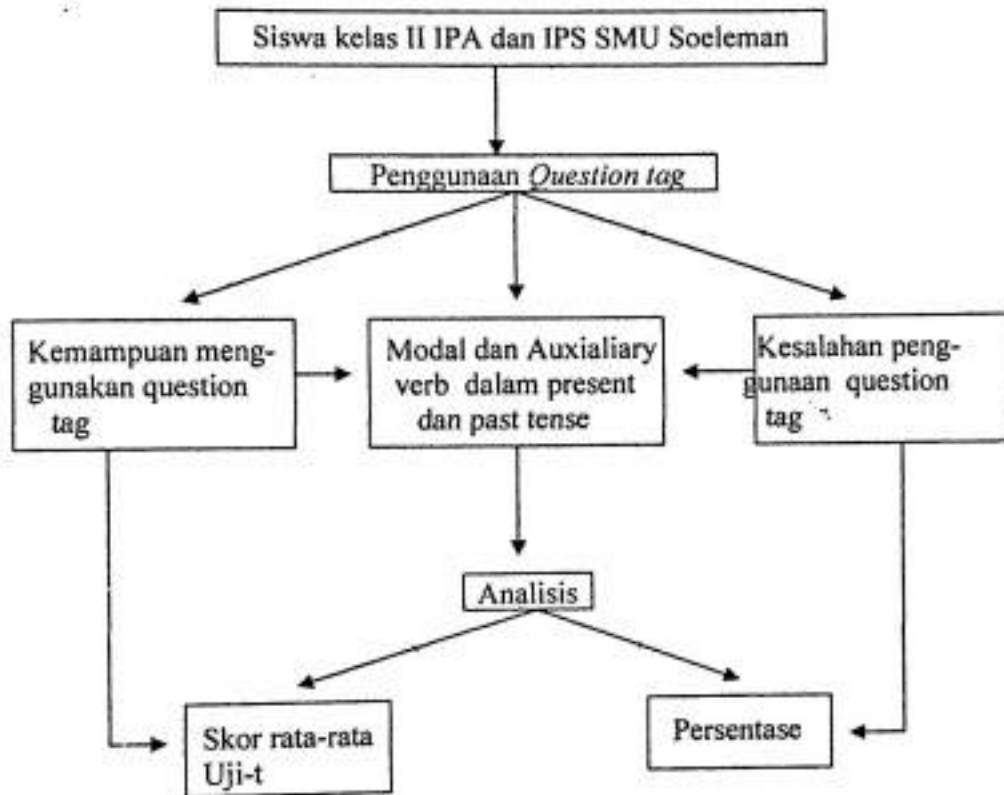 Siswa kelas II IPA dan IPS SMU Soeleman
Penggunaan Question tag
Kemampuan meng-
gunakan question
tag
Modal dan Auxialiary
verb dalam present
dan past tense
Kesalahan peng-
gunaan question
tag
Analisis
Skor rata-rata
Uji-t
Persentase